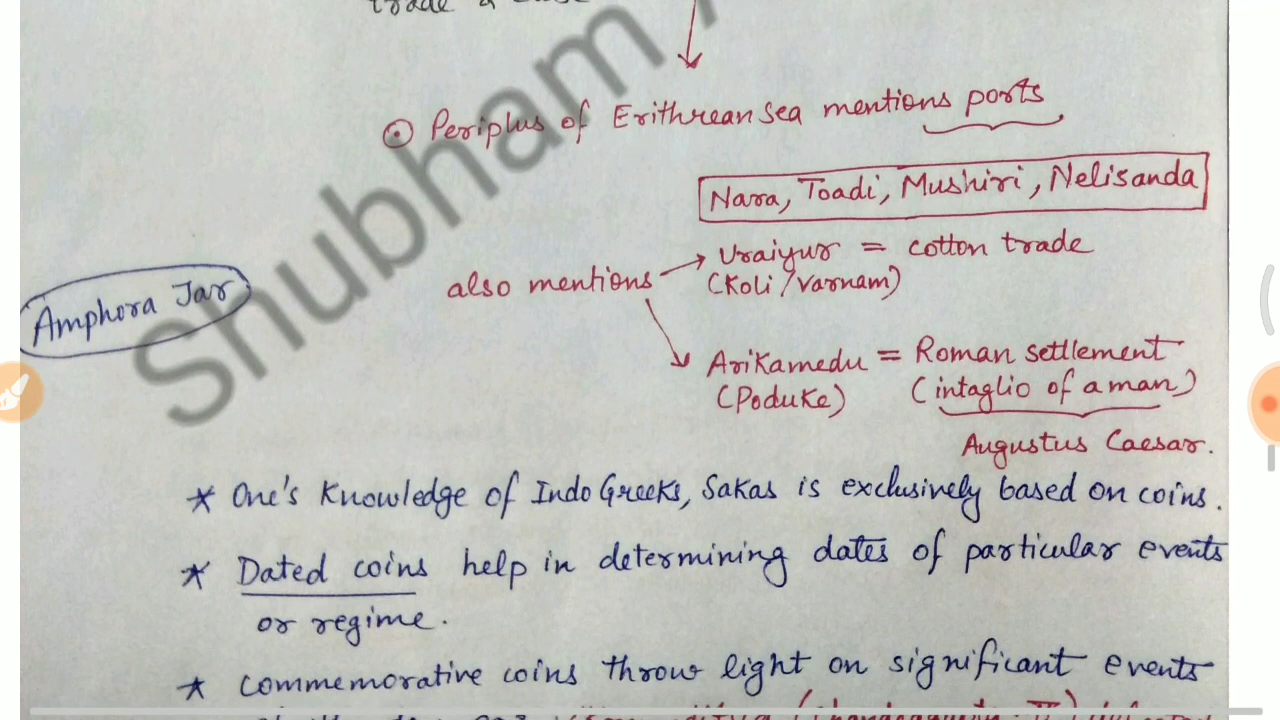 trade
Shubham
⊙ Periplus of Erithrean Sea mentions ports
Nara, Toadi, Mushiri, Nelisanda
also mentions → Uraiyur = cotton trade
(Koli / Varnam)
Amphora Jar
Arikamedu = Roman settlement
(Poduke) (intaglio of a man)
Augustus Caesar.
* One's Knowledge of Indo Greeks, Sakas is exclusively based on coins.
* Dated coins help in determining dates of particular events
or regime.
* Commemorative coins throw light on significant events